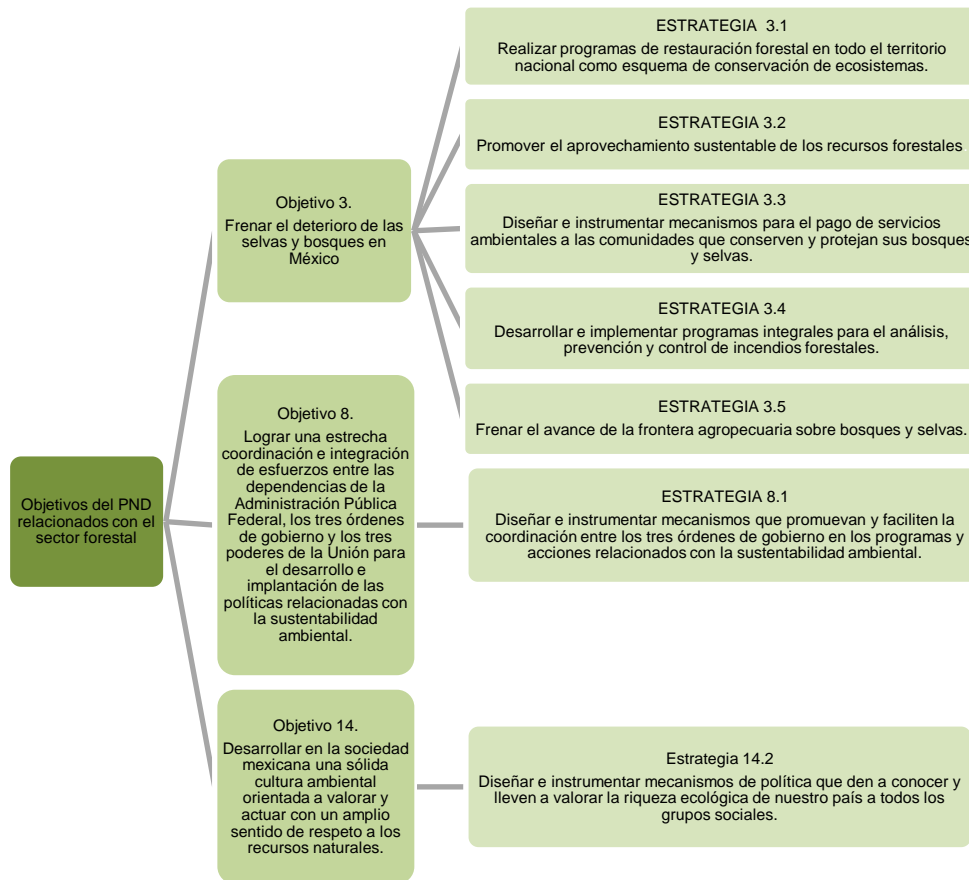 Objetivos del PND
relacionados con el
sector forestal
Objetivo 3.
Frenar el deterioro de las
selvas y bosques en
México
ESTRATEGIA 3.1
Realizar programas de restauración forestal en todo el territorio
nacional como esquema de conservación de ecosistemas.
ESTRATEGIA 3.2
Promover el aprovechamiento sustentable de los recursos forestales
ESTRATEGIA 3.3
Diseñar e instrumentar mecanismos para el pago de servicios
ambientales a las comunidades que conserven y protejan sus bosques
y selvas.
ESTRATEGIA 3.4
Desarrollar e implementar programas integrales para el análisis,
prevención y control de incendios forestales.
ESTRATEGIA 3.5
Frenar el avance de la frontera agropecuaria sobre bosques y selvas.
Objetivo 8.
Lograr una estrecha
coordinación e integración
de esfuerzos entre las
dependencias de la
Administración Pública
Federal, los tres órdenes
de gobierno y los tres
poderes de la Unión para
el desarrollo e
implantación de las
políticas relacionadas con
la sustentabilidad
ambiental.
ESTRATEGIA 8.1
Diseñar e instrumentar mecanismos que promuevan y faciliten la
coordinación entre los tres órdenes de gobierno en los programas y
acciones relacionados con la sustentabilidad ambiental.
Objetivo 14.
Desarrollar en la sociedad
mexicana una sólida
cultura ambiental
orientada a valorar y
actuar con un amplio
sentido de respeto a los
recursos naturales.
Estrategia 14.2
Diseñar e instrumentar mecanismos de política que den a conocer y
lleven a valorar la riqueza ecológica de nuestro país a todos los
grupos sociales.